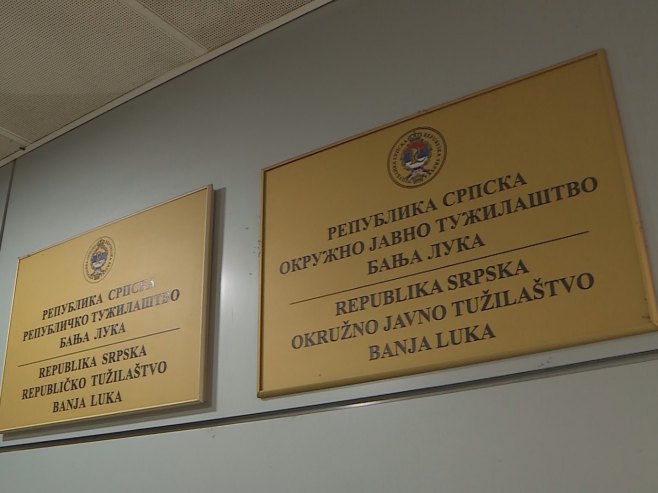 РЕПУБЛИКА СРПСКА
РЕПУБЛИЧКО ТУЖИЛАШТВО
БАЊА ЛУКА
REPUBLIKA SRPSKA
REPUBLIČKO TUŽILAŠTVO
BANJA LUKA
РЕПУБЛИКА СРПСКА
ОКРУЖНО ЈАВНО ТУЖИЛАШТВО
БАЊА ЛУКА
REPUBLIKA SRPSKA
OKRUŽNO JAVNO TUŽILAŠTVO
BANJA LUKA